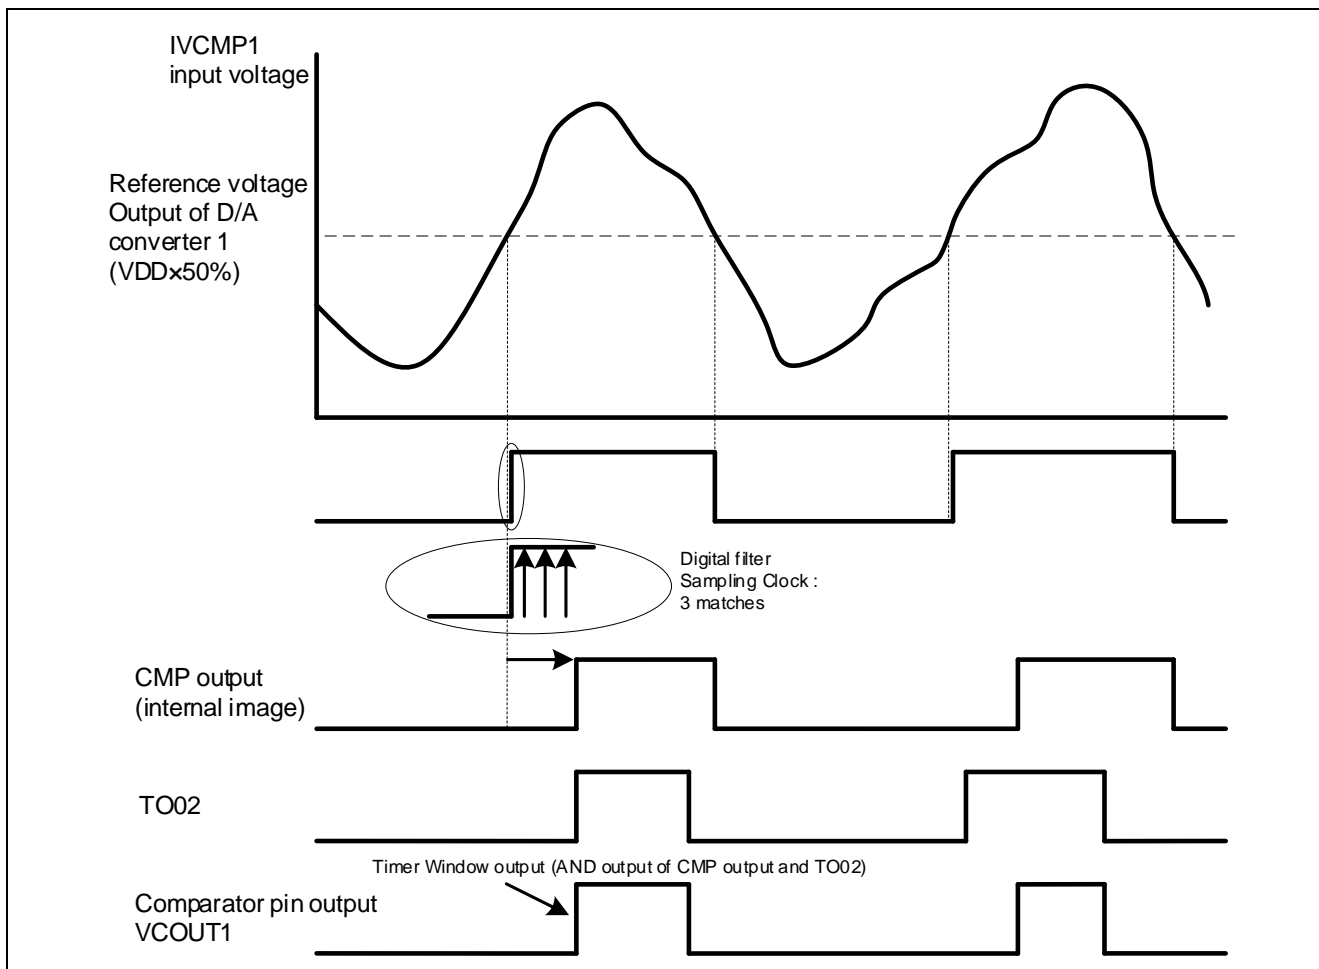 IVCMP1
input voltage
Reference voltage
Output of D/A
converter 1
(VDD×50%)
Digital filter
Sampling Clock :
3 matches
CMP output
(internal image)
TO02
Timer Window output (AND output of CMP output and TO02)
Comparator pin output
VCOUT1